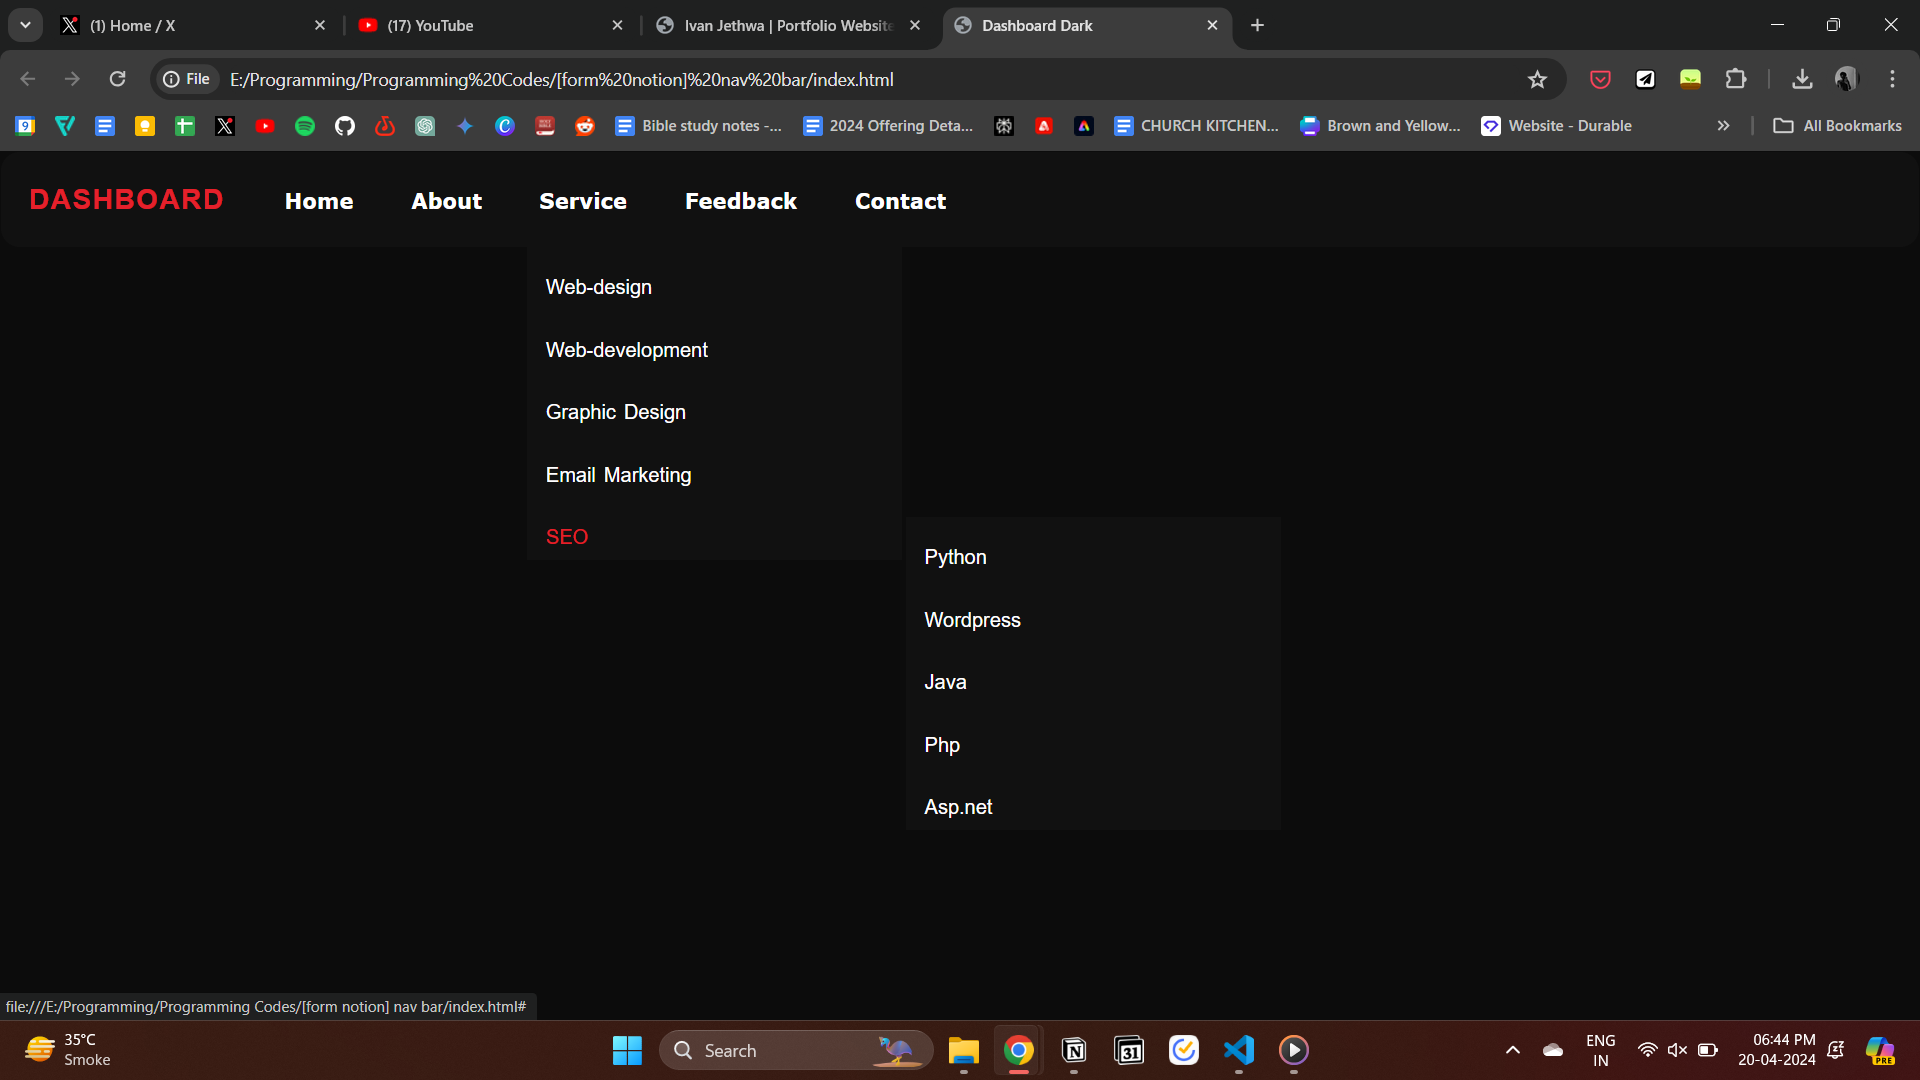 (1) Home / X
(17) YouTube
Ivan Jethwa | Portfolio Website
Dashboard Dark
File
E:/Programming/Programming%20Codes/[form%20notion]%20nav%20bar/index.html
9
Bible study notes -...
2024 Offering Deta...
CHURCH KITCHEN...
Brown and Yellow...
Website - Durable
All Bookmarks
DASHBOARD
Home
About
Service
Feedback
Contact
Web-design
Web-development
Graphic Design
Email Marketing
SEO
Python
Wordpress
Java
Php
Asp.net
file:///E:/Programming/Programming Codes/[form notion] nav bar/index.html#
35°C
Smoke
Search
31
ENG
IN
06:44 PM
20-04-2024
PRE